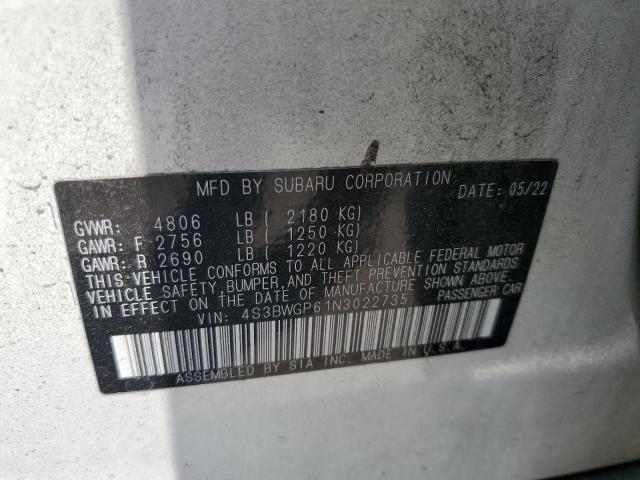 MFD BY SUBARU CORPORATION DATE: 05/22
GVWR: 4806 LB ( 2180 KG)
GAWR: F 2756 LB ( 1250 KG)
GAWR: R 2690 LB ( 1220 KG)
THIS VEHICLE CONFORMS TO ALL APPLICABLE FEDERAL MOTOR
VEHICLE SAFETY, BUMPER, AND THEFT PREVENTION STANDARDS
IN EFFECT ON THE DATE OF MANUFACTURE SHOWN ABOVE.
VIN: 4S3BWGP61N3022735 PASSENGER CAR
ASSEMBLED BY SIA INC. MADE IN U.S.A.